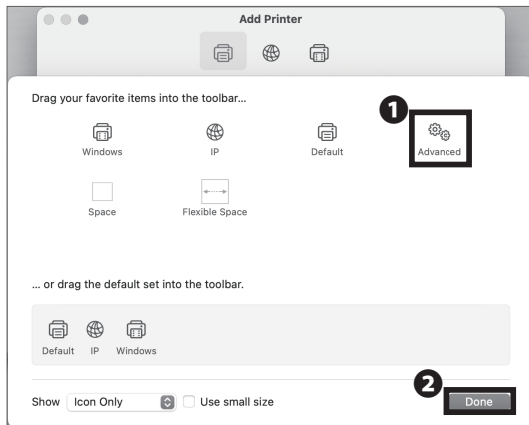 Add Printer
Drag your favorite items into the toolbar...
1
Windows IP Default Advanced
Space Flexible Space
... or drag the default set into the toolbar.
Default IP Windows
2
Show Icon Only Use small size Done